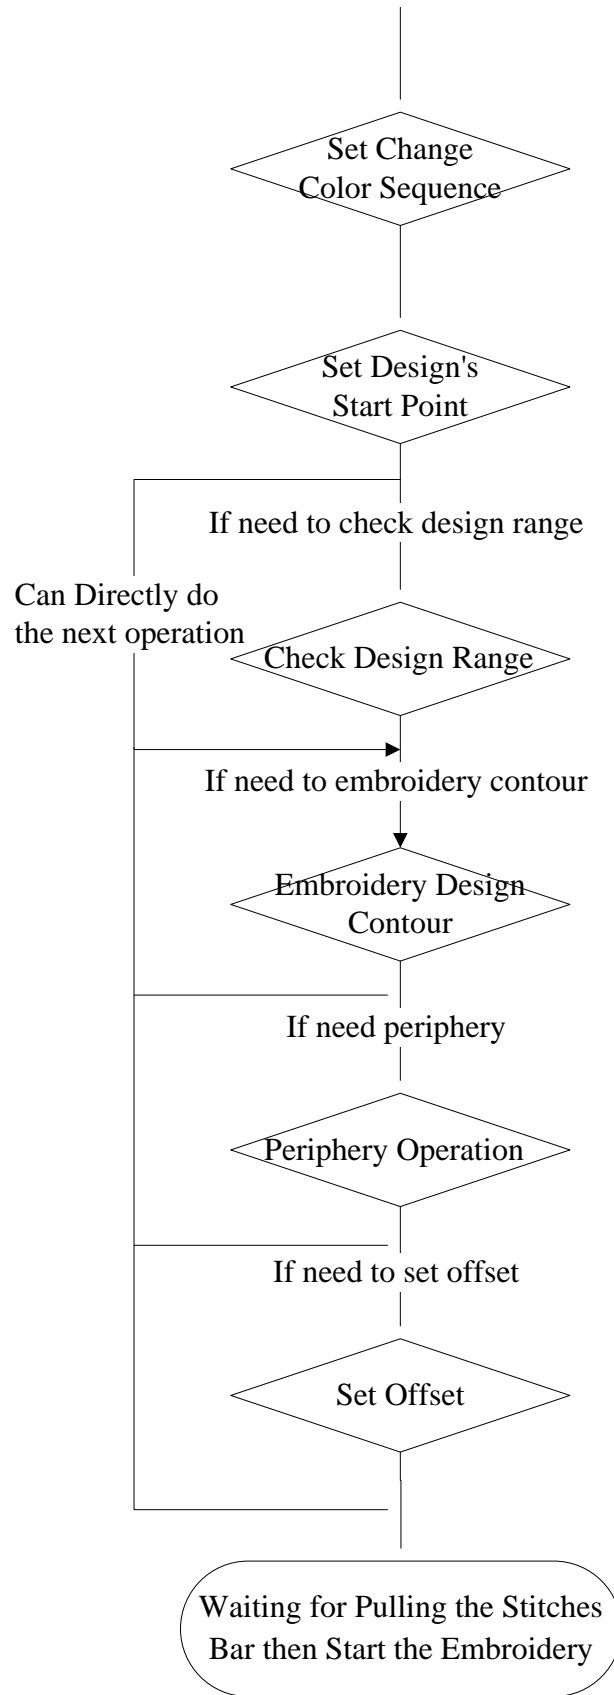 Set Change
Color Sequence
Set Design's
Start Point
If need to check design range
Can Directly do
the next operation
Check Design Range
If need to embroidery contour
Embroidery Design
Contour
If need periphery
Periphery Operation
If need to set offset
Set Offset
Waiting for Pulling the Stitches
Bar then Start the Embroidery